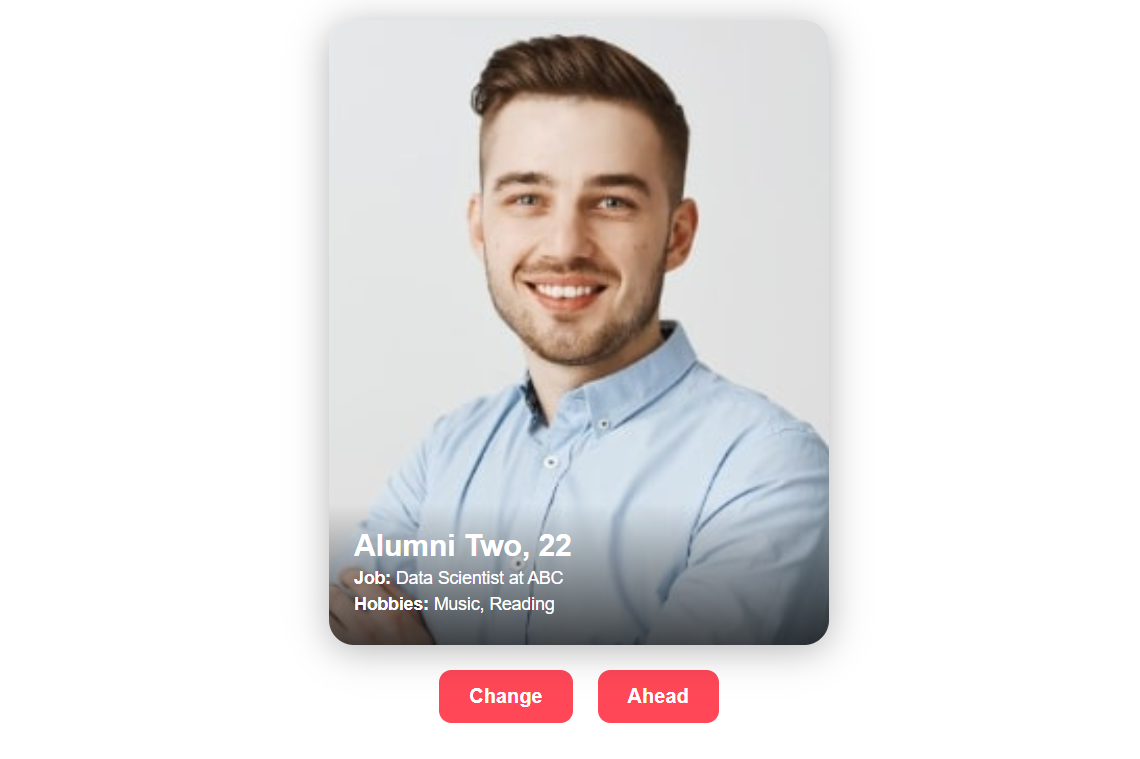 Alumni Two, 22
Job: Data Scientist at ABC
Hobbies: Music, Reading
Change Ahead